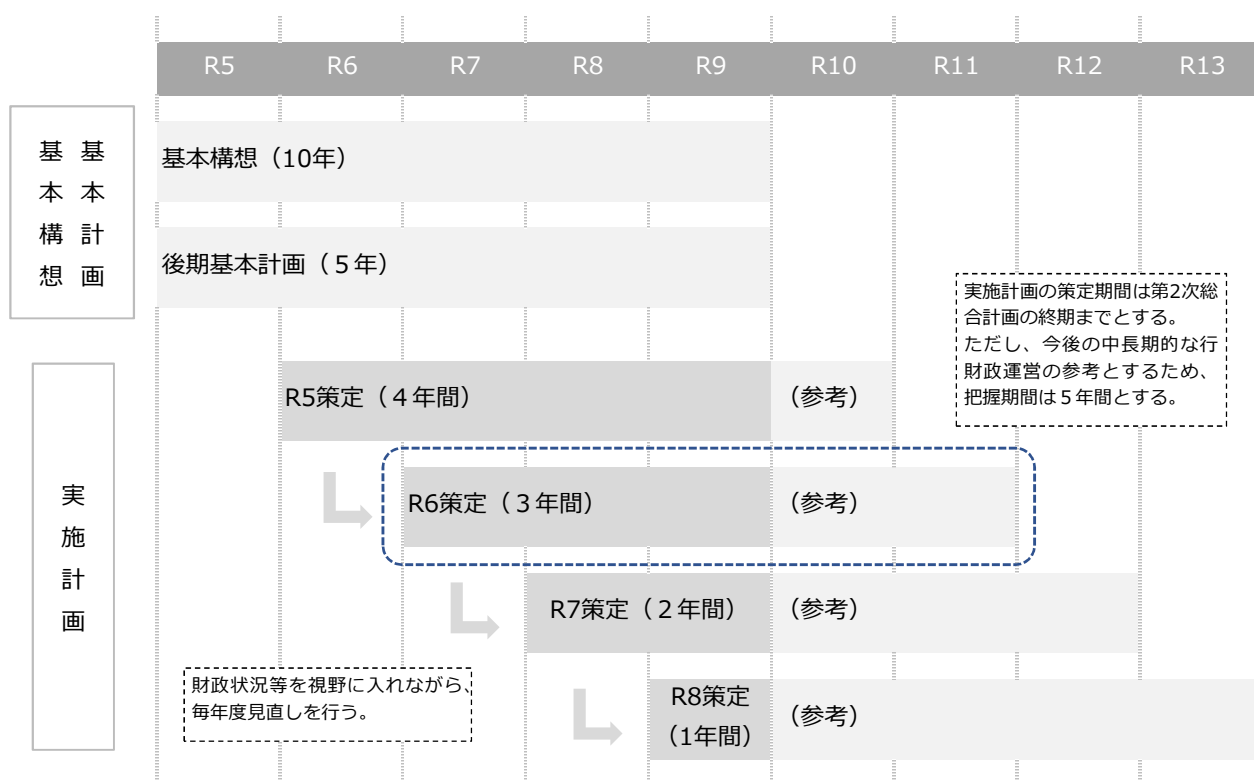 R5 R6 R7 R8 R9 R10 R11 R12 R13
基本構想
基本計画
基本構想（10年）
後期基本計画（５年）
実施計画の策定期間は第2次総
合計画の終期までとする。
ただし、今後の中長期的な行
財政運営の参考とするため、
把握期間は５年間とする。
実施計画
R5策定（４年間） （参考）
R6策定（３年間） （参考）
R7策定（２年間） （参考）
財政状況等を視野に入れながら、
毎年度見直しを行う。
R8策定
（1年間）
（参考）